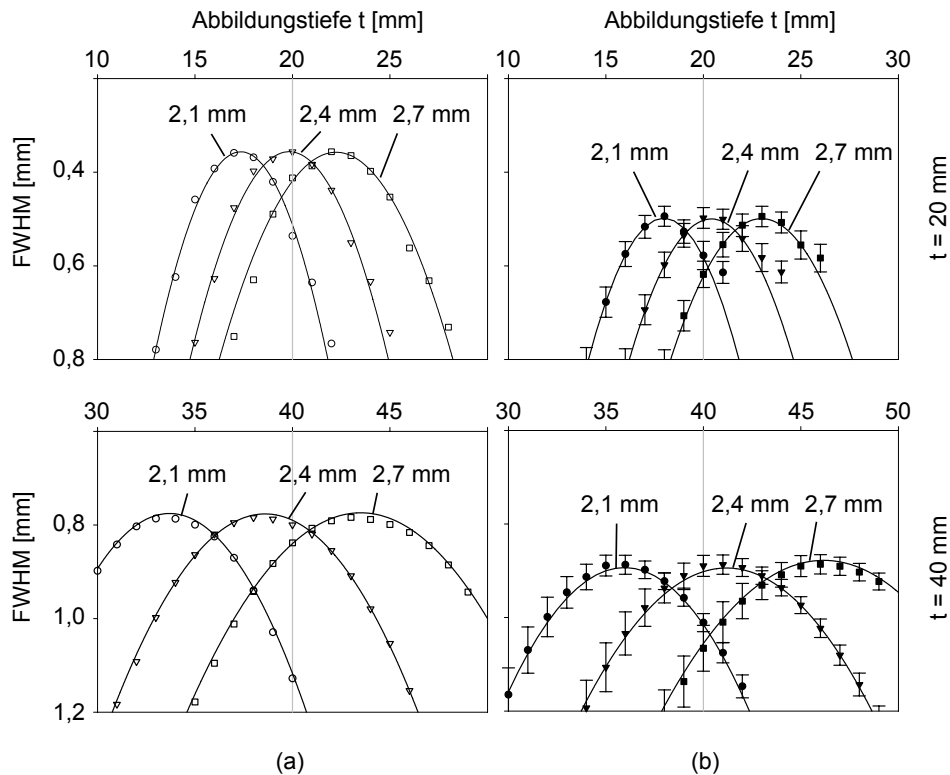 Abbildungstiefe t [mm]
Abbildungstiefe t [mm]
10 15 20 25
10 15 20 25 30
FWHM [mm]
0,4
0,6
0,8
2,1 mm
2,4 mm
2,7 mm
2,1 mm
2,4 mm
2,7 mm
t = 20 mm
30 35 40 45
30 35 40 45 50
FWHM [mm]
0,8
1,0
1,2
2,1 mm
2,4 mm
2,7 mm
2,1 mm
2,4 mm
2,7 mm
t = 40 mm
(a)
(b)